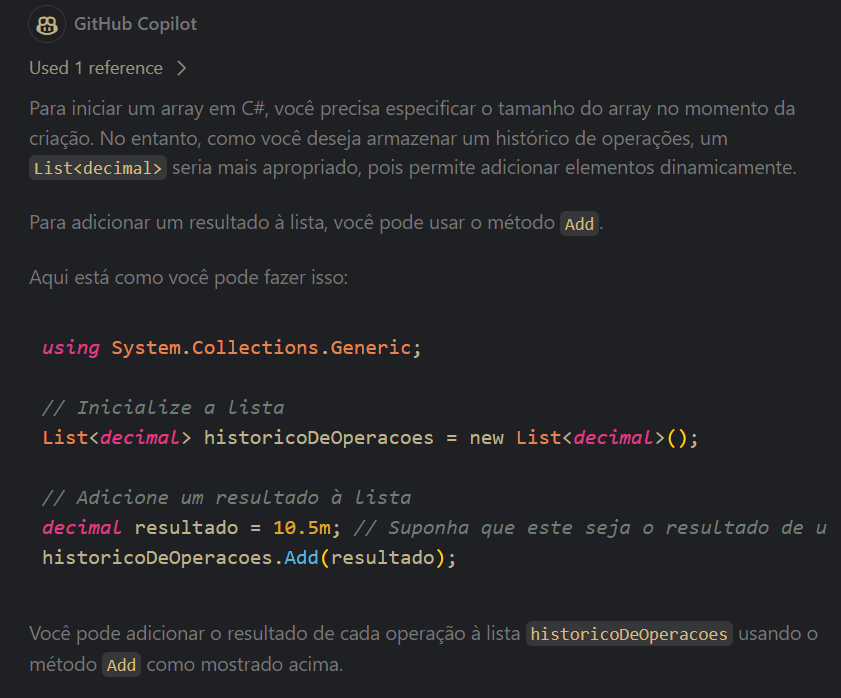 GitHub Copilot
Used 1 reference
Para iniciar um array em C#, você precisa especificar o tamanho do array no momento da
criação. No entanto, como você deseja armazenar um histórico de operações, um
List<decimal> seria mais apropriado, pois permite adicionar elementos dinamicamente.
Para adicionar um resultado à lista, você pode usar o método Add.
Aqui está como você pode fazer isso:
using System.Collections.Generic;
// Inicialize a lista
List<decimal> historicoDeOperacoes = new List<decimal>();
// Adicione um resultado à lista
decimal resultado = 10.5m; // Suponha que este seja o resultado de u
historicoDeOperacoes.Add(resultado);
Você pode adicionar o resultado de cada operação à lista historicoDeOperacoes usando o
método Add como mostrado acima.